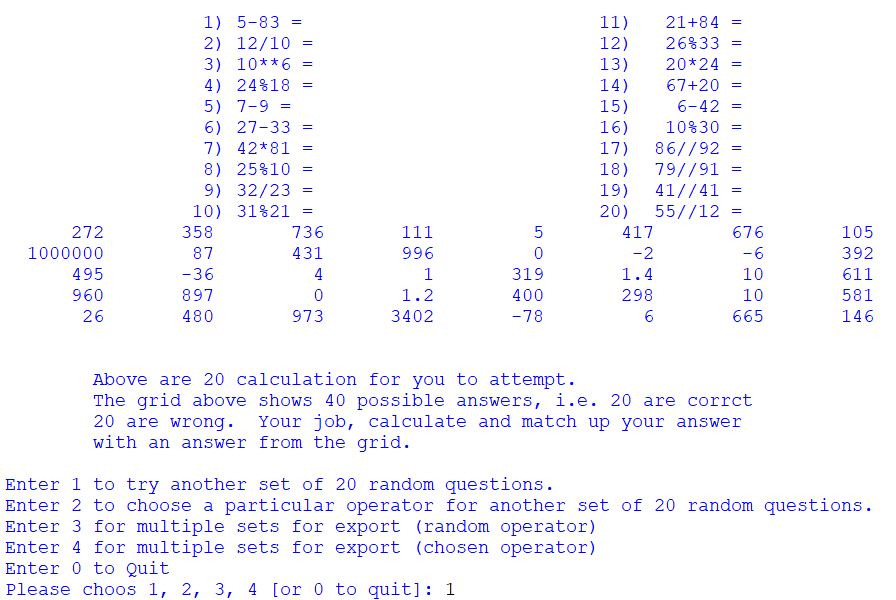 1) 5-83 = 11) 21+84 =
2) 12/10 = 12) 26%33 =
3) 10**6 = 13) 20*24 =
4) 24%18 = 14) 67+20 =
5) 7-9 = 15) 6-42 =
6) 27-33 = 16) 10%30 =
7) 42*81 = 17) 86//92 =
8) 25%10 = 18) 79//91 =
9) 32/23 = 19) 41//41 =
10) 31%21 = 20) 55//12 =
272 358 736 111 5 417 676 105
1000000 87 431 996 0 -2 -6 392
495 -36 4 1 319 1.4 10 611
960 897 0 1.2 400 298 10 581
26 480 973 3402 -78 6 665 146
Above are 20 calculation for you to attempt.
The grid above shows 40 possible answers, i.e. 20 are corrct
20 are wrong.  Your job, calculate and match up your answer
with an answer from the grid.
Enter 1 to try another set of 20 random questions.
Enter 2 to choose a particular operator for another set of 20 random questions.
Enter 3 for multiple sets for export (random operator)
Enter 4 for multiple sets for export (chosen operator)
Enter 0 to Quit
Please choos 1, 2, 3, 4 [or 0 to quit]: 1